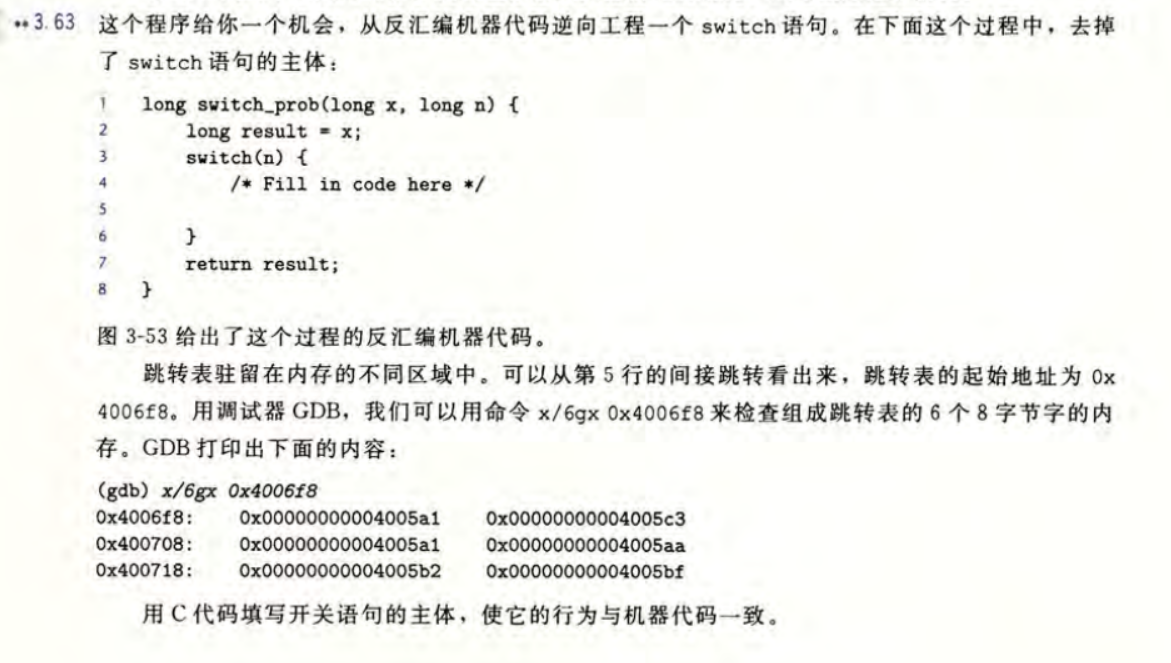 **3.63 这个程序给你一个机会，从反汇编机器代码逆向工程一个 switch 语句。在下面这个过程中，去掉
了 switch 语句的主体：
1 long switch_prob(long x, long n) {
2 long result = x;
3 switch(n) {
4 /* Fill in code here */
5
6 }
7 return result;
8 }
图 3-53 给出了这个过程的反汇编机器代码。
跳转表驻留在内存的不同区域中。可以从第 5 行的间接跳转看出来，跳转表的起始地址为 0x
4006f8。用调试器 GDB，我们可以用命令 x/6gx 0x4006f8 来检查组成跳转表的 6 个 8 字节字的内
存。GDB 打印出下面的内容：
(gdb) x/6gx 0x4006f8
0x4006f8: 0x00000000004005a1 0x00000000004005c3
0x400708: 0x00000000004005a1 0x00000000004005aa
0x400718: 0x00000000004005b2 0x00000000004005bf
用 C 代码填写开关语句的主体，使它的行为与机器代码一致。